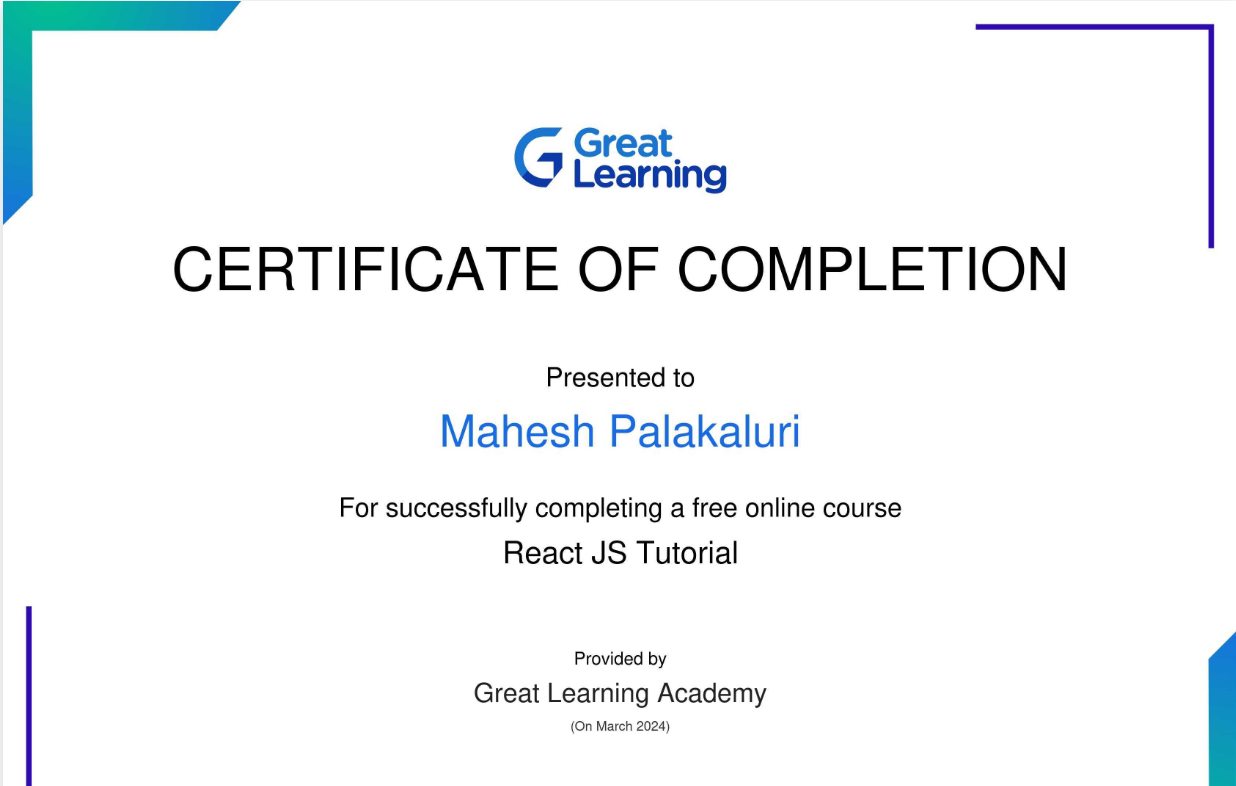 Great
Learning
CERTIFICATE OF COMPLETION
Presented to
Mahesh Palakaluri
For successfully completing a free online course
React JS Tutorial
Provided by
Great Learning Academy
(On March 2024)